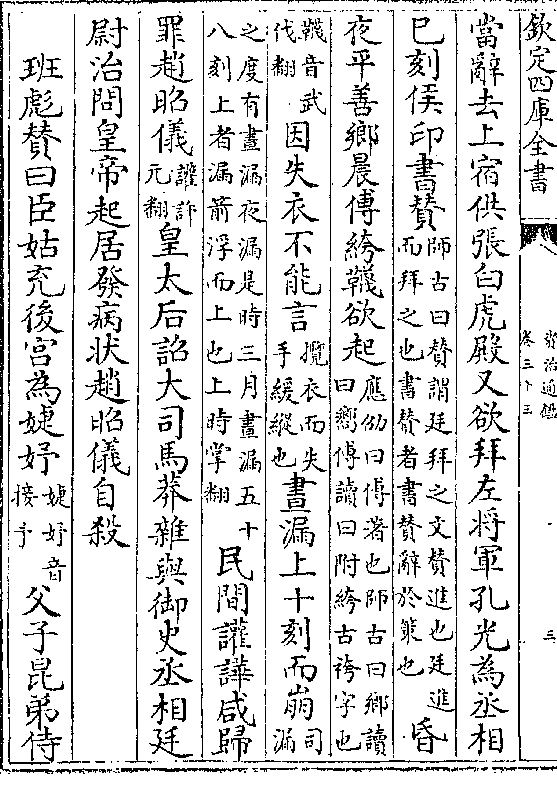 欽定四庫全書
資治通鑑
卷三十三
三
當辭去上宿供張白虎殿又欲拜左將軍孔光為丞相
已刻侯印書贊師古曰贊謂廷拜之文贊進也廷進而拜之也書贊者書贊辭於䇿也昏
夜平善鄉晨傅絝韈欲起應劭曰傅著也師古曰鄉讀曰嚮傅讀曰附絝古袴字也
韈音武伐翻因失衣不能言攬衣而失手緩縱也晝漏上十刻而崩司漏
之度有晝漏夜漏是時三月晝漏五十八刻上者漏箭浮而上也上時掌翻民間讙譁咸歸
罪趙昭儀讙許元翻皇太后詔大司馬莽雜與御史丞相廷
尉治問皇帝起居發病狀趙昭儀自殺
班彪贊曰臣姑充後宮為婕妤婕妤音接予父子昆弟侍